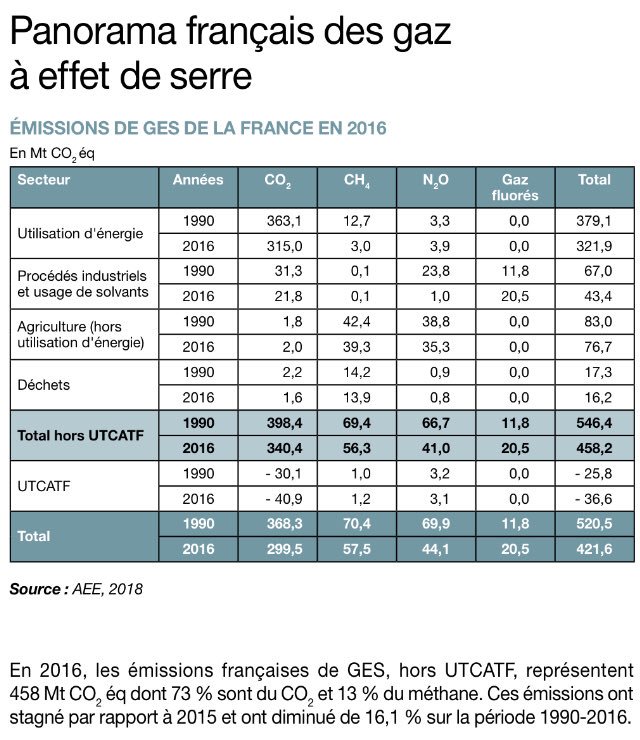 Panorama français des gaz
à effet de serre
ÉMISSIONS DE GES DE LA FRANCE EN 2016
En Mt CO₂ éq
Secteur Années CO₂ CH₄ N₂O Gaz fluorés Total
Utilisation d'énergie 1990 363,1 12,7 3,3 0,0 379,1
2016 315,0 3,0 3,9 0,0 321,9
Procédés industriels et usage de solvants 1990 31,3 0,1 23,8 11,8 67,0
2016 21,8 0,1 1,0 20,5 43,4
Agriculture (hors utilisation d'énergie) 1990 1,8 42,4 38,8 0,0 83,0
2016 2,0 39,3 35,3 0,0 76,7
Déchets 1990 2,2 14,2 0,9 0,0 17,3
2016 1,6 13,9 0,8 0,0 16,2
Total hors UTCATF 1990 398,4 69,4 66,7 11,8 546,4
2016 340,4 56,3 41,0 20,5 458,2
UTCATF 1990 - 30,1 1,0 3,2 0,0 - 25,8
2016 - 40,9 1,2 3,1 0,0 - 36,6
Total 1990 368,3 70,4 69,9 11,8 520,5
2016 299,5 57,5 44,1 20,5 421,6
Source : AEE, 2018
En 2016, les émissions françaises de GES, hors UTCATF, représentent
458 Mt CO₂ éq dont 73 % sont du CO₂ et 13 % du méthane. Ces émissions ont
stagné par rapport à 2015 et ont diminué de 16,1 % sur la période 1990-2016.